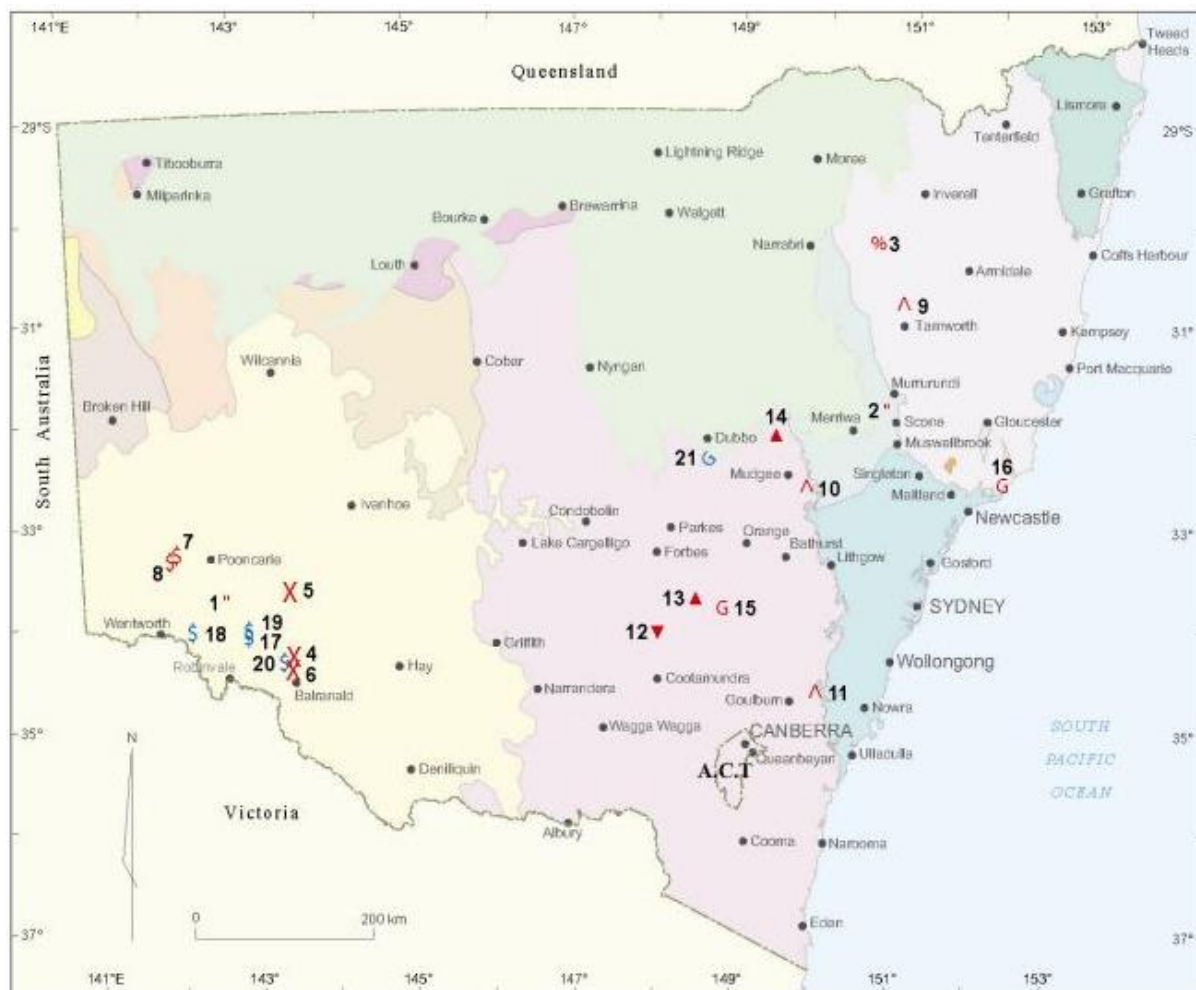 141°E
143°
145°
147°
149°
151°
153°
Tweed
Heads
Queensland
Lismore
29°S
29°S
Tenterfield
Tibooburra
Lightning Ridge
Moree
Milparinka
Inverell
Grafton
Brewarrina
Walgett
Bourke
Narrabri
% 3
Coffs Harbour
Louth
Armidale
^ 9
31°
31°
Tamworth
Kempsey
Cobar
Nyngan
Port Macquarie
Wilcannia
Murrurundi
Broken Hill
14
Merriwa
2 "
Scone
Gloucester
Dubbo
Muswellbrook
South Australia
21 G
16
Mudgee
Singleton
G
^ 10
Maitland
Ivanhoe
Newcastle
Condobolin
33°
33°
Parkes
Orange
7
Lake Cargelligo
Forbes
Bathurst
Lithgow
Gosford
8 $$
Pooncarie
X 5
13
G 15
SYDNEY
1 "
19
Wentworth
$ 18
$ 17
12
Griffith
X 4
Wollongong
20 $
Robinvale
X 6
Hay
Cootamundra
Balranald
Narrandera
Goulburn
^ 11
Nowra
Wagga Wagga
CANBERRA
35°
35°
SOUTH
PACIFIC
OCEAN
N
Queanbeyan
Ulladulla
A.C.T
Deniliquin
Victoria
Albury
Cooma
Narooma
0
200 km
Eden
37°
37°
141°E
143°
147°
149°
151°
153°